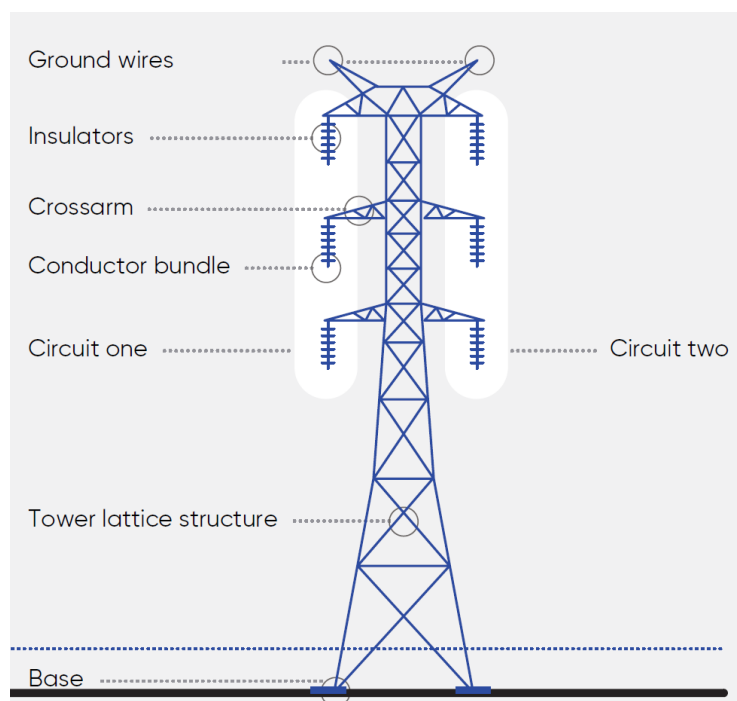 Ground wires
Insulators
Crossarm
Conductor bundle
Circuit one
Circuit two
Tower lattice structure
Base